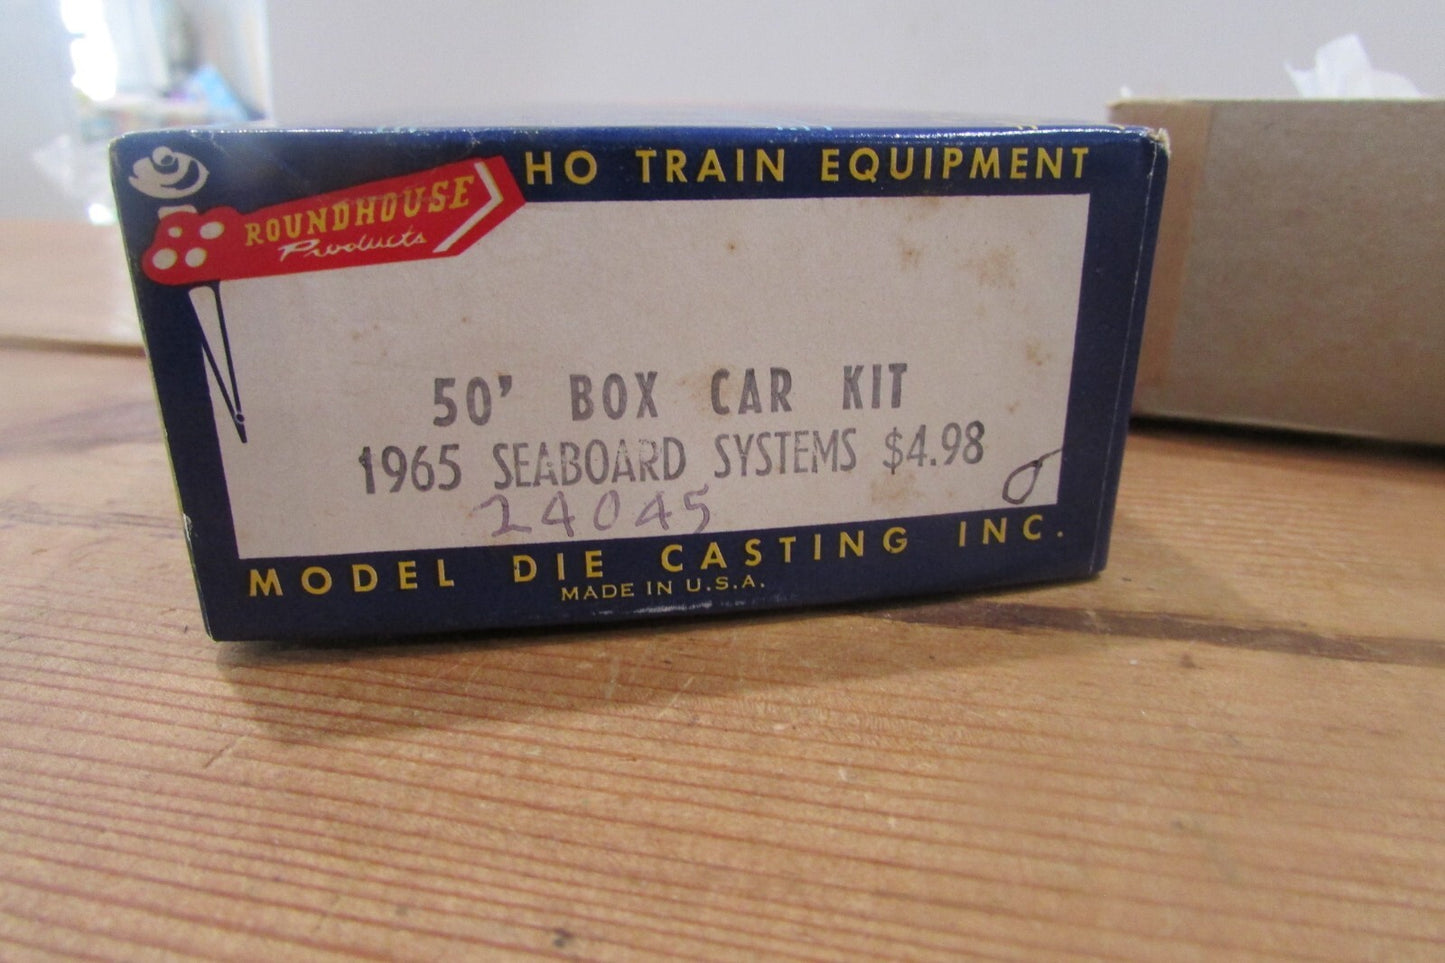 HO TRAIN EQUIPMENT
ROUNDHOUSE
Products
50' BOX CAR KIT
1965 SEABOARD SYSTEMS $4.98
24045
MODEL DIE CASTING INC.
MADE IN U.S.A.